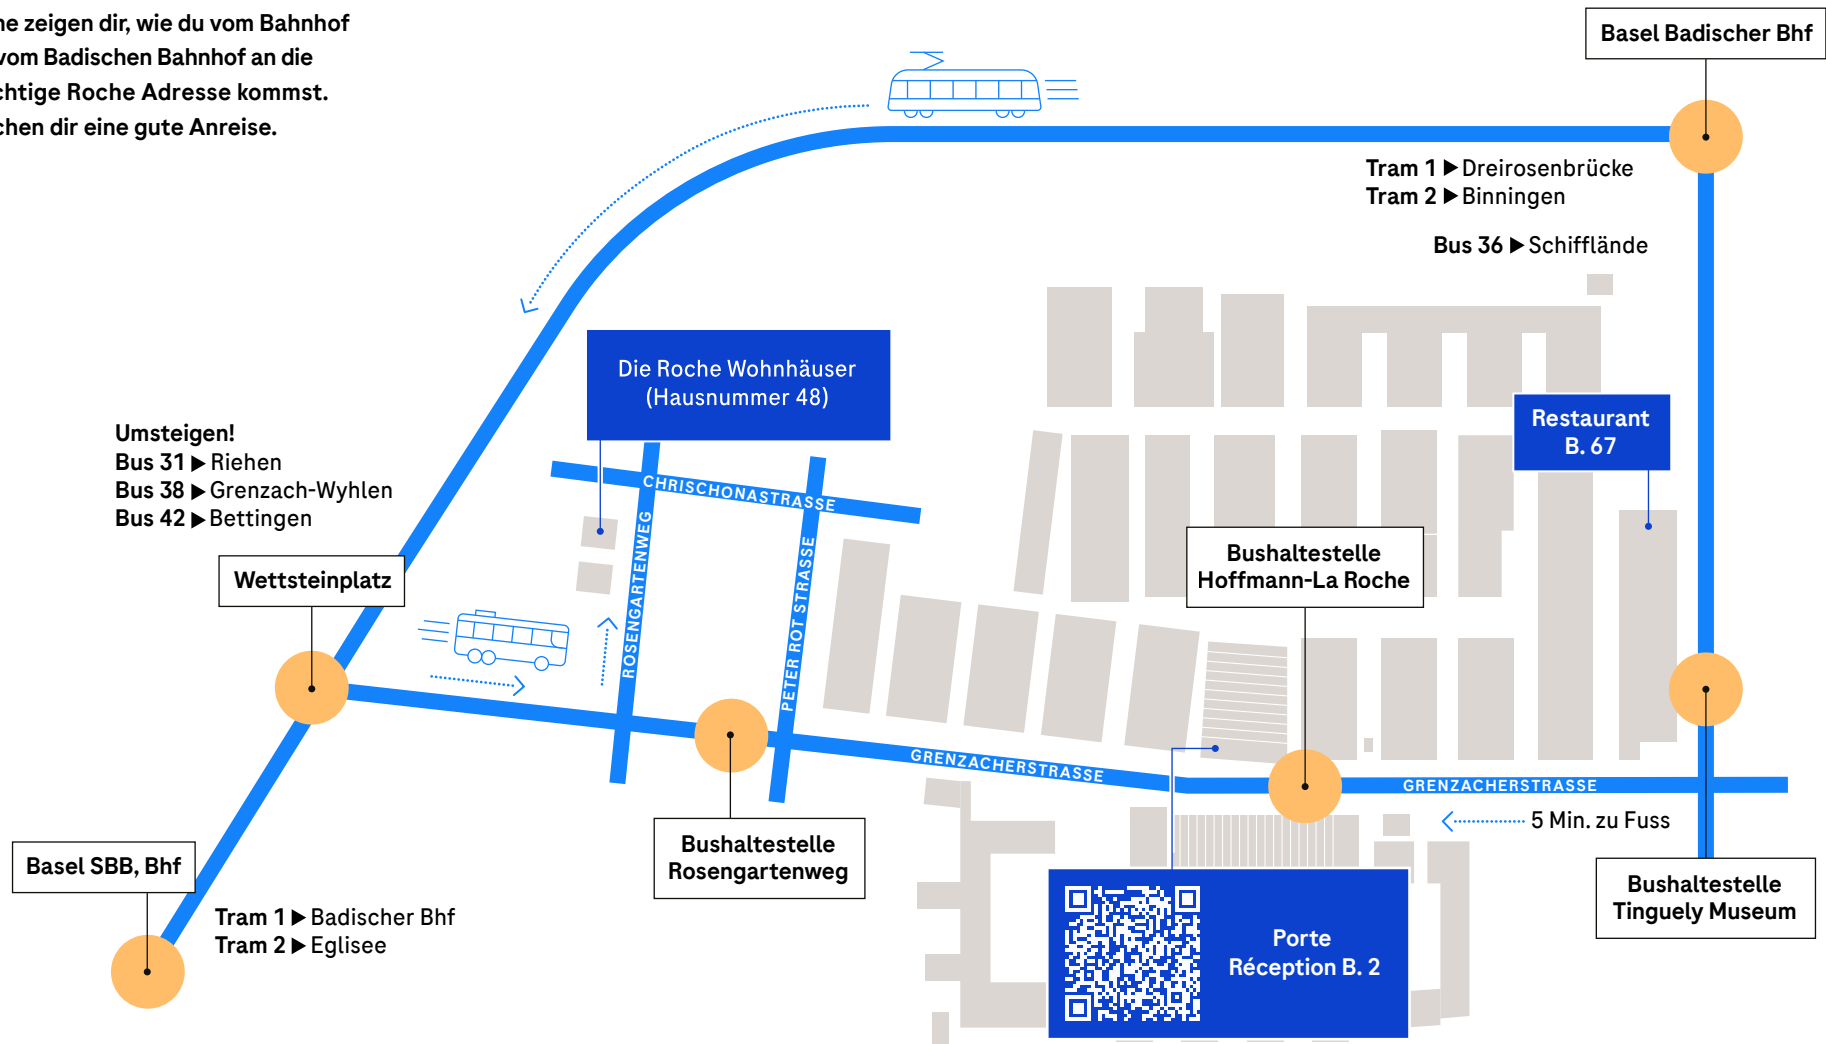 ne zeigen dir, wie du vom Bahnhof
vom Badischen Bahnhof an die
chtige Roche Adresse kommst.
chen dir eine gute Anreise.
Basel Badischer Bhf
Tram 1 ▶ Dreirosenbrücke
Tram 2 ▶ Binningen
Bus 36 ▶ Schifflände
Die Roche Wohnhäuser
(Hausnummer 48)
Restaurant
B. 67
Umsteigen!
Bus 31 ▶ Riehen
Bus 38 ▶ Grenzach-Wyhlen
Bus 42 ▶ Bettingen
CHRISCHONASTRASSE
ROSENGARTENWEG
PETER ROT STRASSE
Wettsteinplatz
Bushaltestelle
Hoffmann-La Roche
GRENZACHERSTRASSE
GRENZACHERSTRASSE
5 Min. zu Fuss
Bushaltestelle
Rosengartenweg
Basel SBB, Bhf
Tram 1 ▶ Badischer Bhf
Tram 2 ▶ Eglisee
Bushaltestelle
Tinguely Museum
Porte
Réception B. 2